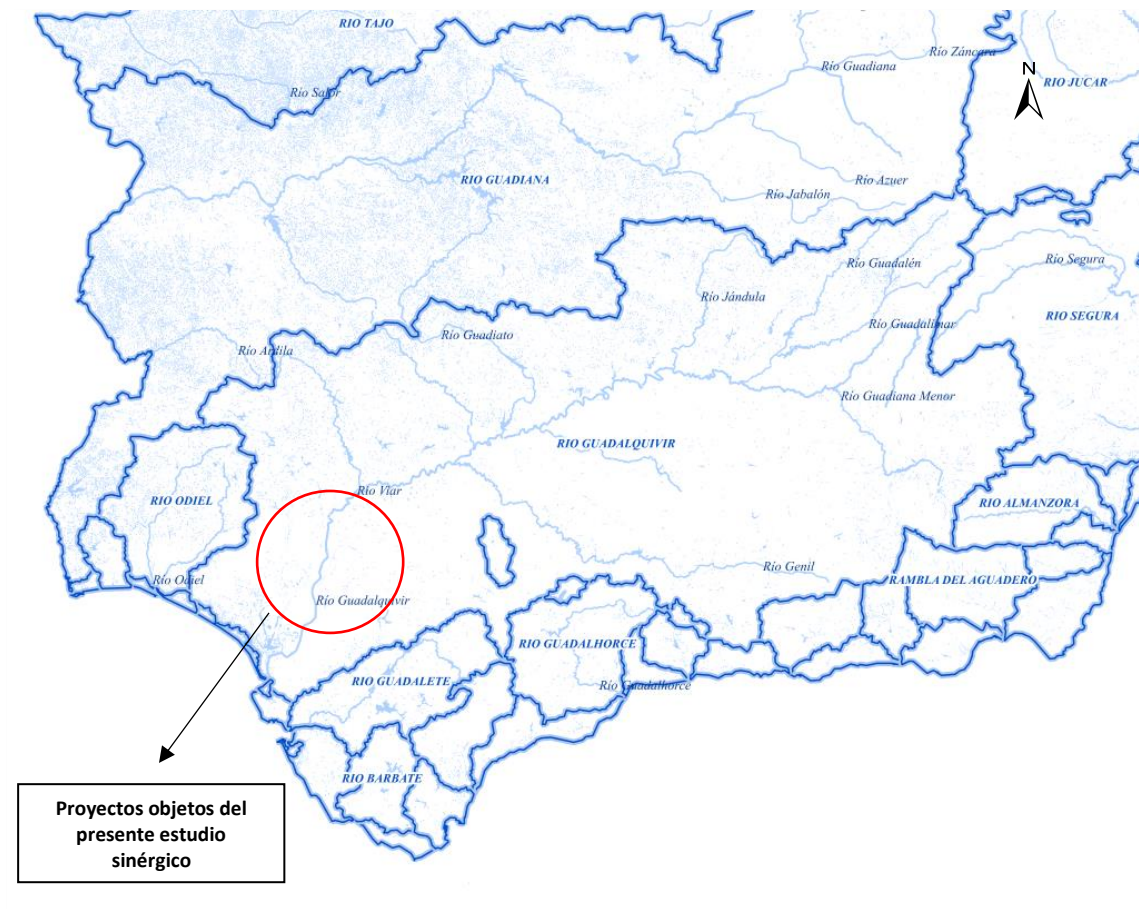 RIO TAJO
Río Záncara
Río Guadiana
N
RIO JUCAR
Río Salor
RIO GUADIANA
Río Azuer
Río Jabalón
Río Guadalén
Río Segura
Río Jándula
RIO SEGURA
Río Guadalimar
Río Guadiato
Río Ardila
Río Guadiana Menor
RIO GUADALQUIVIR
Río Viar
RIO ODIEL
RIO ALMANZORA
Río Genil
Río Odiel
RAMBLA DEL AGUADERO
Río Guadalquivir
RIO GUADALHORCE
RIO GUADALETE
Río Guadalhorce
RIO BARBATE
Proyectos objetos del
presente estudio
sinérgico